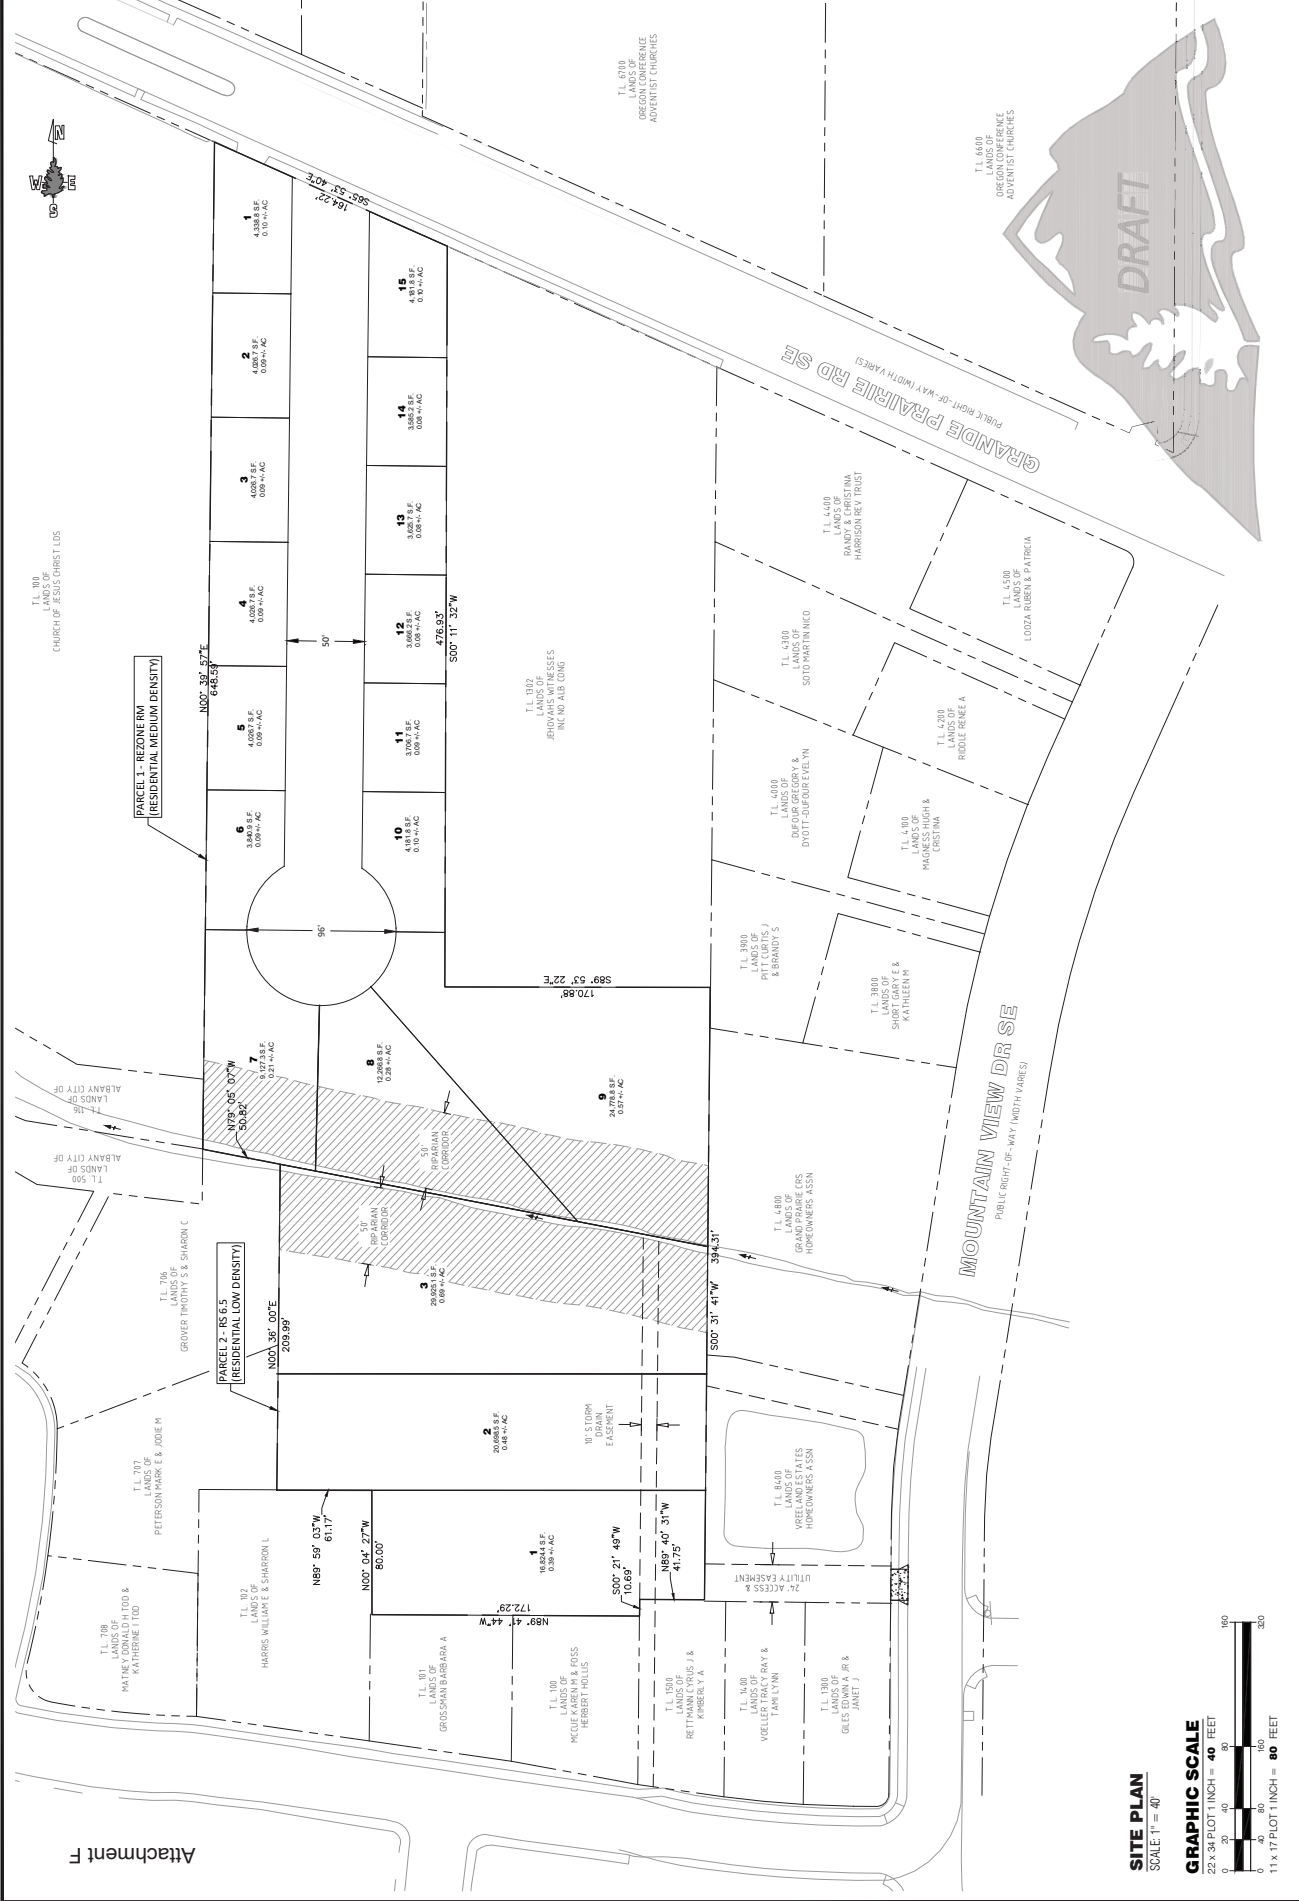 Attachment F
T.L. 100
LANDS OF
CHURCH OF JESUS CHRIST LDS
W
N
E
S
T.L. 6700
LANDS OF
OREGON CONFERENCE
ADVENTIST CHURCHES
T.L. 6600
LANDS OF
OREGON CONFERENCE
ADVENTIST CHURCHES
DRAFT
PARCEL 1 - REZONE RM
(RESIDENTIAL MEDIUM DENSITY)
N00° 39' 57"E
648.59'
S65° 53' 40"E
164.22'
1
4,338.8 S.F.
0.10 +/- AC
2
4,026.7 S.F.
0.09 +/- AC
3
4,026.7 S.F.
0.09 +/- AC
4
4,026.7 S.F.
0.09 +/- AC
5
4,026.7 S.F.
0.09 +/- AC
6
3,840.9 S.F.
0.09 +/- AC
7
9,127.3 S.F.
0.21 +/- AC
8
12,266.8 S.F.
0.28 +/- AC
9
24,778.8 S.F.
0.57 +/- AC
10
4,181.8 S.F.
0.10 +/- AC
11
3,706.7 S.F.
0.09 +/- AC
12
3,666.2 S.F.
0.08 +/- AC
13
3,625.7 S.F.
0.08 +/- AC
14
3,585.2 S.F.
0.08 +/- AC
15
4,181.8 S.F.
0.10 +/- AC
50'
96'
476.93'
S00° 11' 32"W
S89° 53' 22"E
170.88'
T.L. 1302
LANDS OF
JEHOVAHS WITNESSES
INC NO ALB CONG
GRANDE PRAIRIE RD SE
PUBLIC RIGHT-OF-WAY (WIDTH VARIES)
T.L. 4400
LANDS OF
RANDY & CHRISTINA
HARRISON REV TRUST
T.L. 4500
LANDS OF
LOOZA RUBEN & PATRICIA
T.L. 4300
LANDS OF
SOTO MARTIN NICO
T.L. 4200
LANDS OF
RIDDLE RENEE A
T.L. 4000
LANDS OF
DUFOUR GREGORY &
DYOTT-DUFOUR EVELYN
T.L. 4100
LANDS OF
MAGNESS HUGH &
CRISTINA
T.L. 3900
LANDS OF
PITT CURTIS J
& BRANDY S
T.L. 3800
LANDS OF
SHORT GARY E &
KATHLEEN M
MOUNTAIN VIEW DR SE
PUBLIC RIGHT-OF-WAY (WIDTH VARIES)
T.L. 116
LANDS OF
ALBANY CITY OF
T.L. 500
LANDS OF
ALBANY CITY OF
N79° 05' 07"W
50.82'
50'
RIPARIAN
CORRIDOR
50'
RIPARIAN
CORRIDOR
T.L. 4800
LANDS OF
GRAND PRAIRIE CRS
HOMEOWNERS ASSN
S00° 31' 41"W
394.31'
T.L. 706
LANDS OF
GROVER TIMOTHY S & SHARON C
PARCEL 2 - RS 6.5
(RESIDENTIAL LOW DENSITY)
N00° 36' 00"E
209.99'
3
29,925.1 S.F.
0.69 +/- AC
2
20,698.5 S.F.
0.48 +/- AC
10' STORM
DRAIN
EASEMENT
T.L. 707
LANDS OF
PETERSON MARK E & JODIE M
T.L. 708
LANDS OF
MATNEY DONALD H TOD &
KATHERINE I TOD
T.L. 102
LANDS OF
HARRIS WILLIAM E & SHARRON L
N89° 59' 03"W
61.17'
N00° 04' 27"W
80.00'
1
16,824.4 S.F.
0.39 +/- AC
N89° 41' 44"W
172.29'
S00° 21' 49"W
10.69'
N89° 40' 31"W
41.75'
T.L. 8400
LANDS OF
VREELAND ESTATES
HOMEOWNERS ASSN
24' ACCESS &
UTILITY EASEMENT
T.L. 101
LANDS OF
GROSSMAN BARBARA A
T.L. 100
LANDS OF
MCCUE KAREN M & FOSS
HERBERT HOLLIS
T.L. 1500
LANDS OF
RETTMANN CYRUS J &
KIMBERLY A
T.L. 1400
LANDS OF
VOELLER TRACY RAY &
TAMI LYNN
T.L. 1300
LANDS OF
GILES EDWIN A JR &
JANET J
SITE PLAN
SCALE: 1" = 40'
GRAPHIC SCALE
22 x 34 PLOT 1 INCH = 40 FEET
0 20 40 80 160
0 40 80 160 320
11 x 17 PLOT 1 INCH = 80 FEET